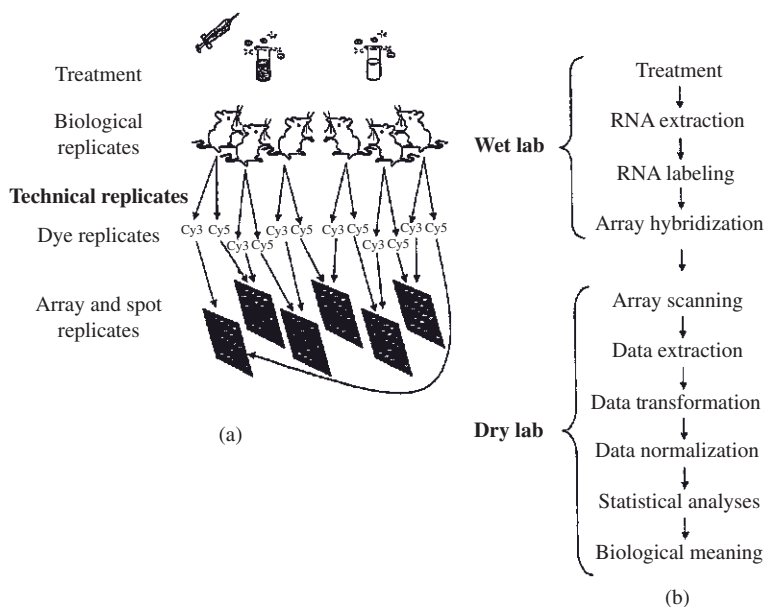 Treatment
Biological
replicates
Technical replicates
Dye replicates
Cy3 Cy5 Cy3 Cy5 Cy3 Cy5 Cy3 Cy5 Cy3 Cy5 Cy3 Cy5
Array and spot
replicates
(a)
Wet lab
Treatment
RNA extraction
RNA labeling
Array hybridization
Dry lab
Array scanning
Data extraction
Data transformation
Data normalization
Statistical analyses
Biological meaning
(b)